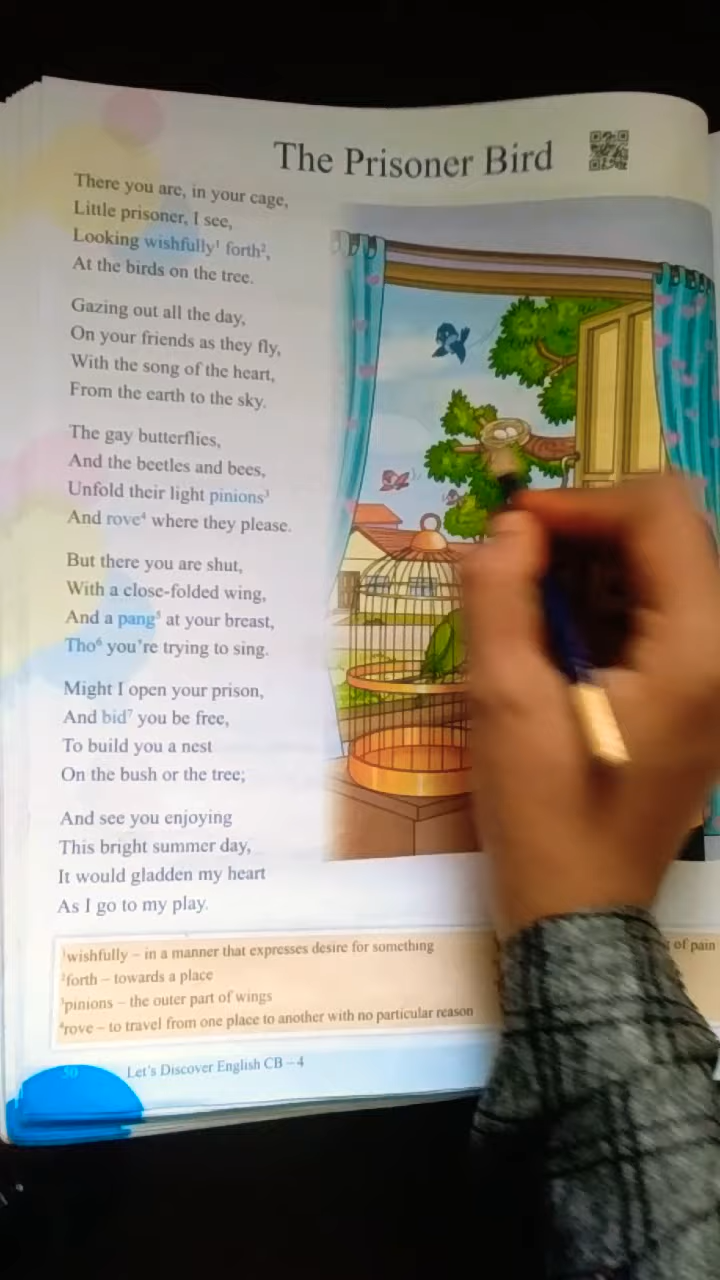 The Prisoner Bird
There you are, in your cage,
Little prisoner, I see,
Looking wishfully¹ forth²,
At the birds on the tree.
Gazing out all the day,
On your friends as they fly,
With the song of the heart,
From the earth to the sky.
The gay butterflies,
And the beetles and bees,
Unfold their light pinions³
And rove⁴ where they please.
But there you are shut,
With a close-folded wing,
And a pang⁵ at your breast,
Tho⁶ you're trying to sing.
Might I open your prison,
And bid⁷ you be free,
To build you a nest
On the bush or the tree;
And see you enjoying
This bright summer day,
It would gladden my heart
As I go to my play.
¹wishfully – in a manner that expresses desire for something
²forth – towards a place
³pinions – the outer part of wings
⁴rove – to travel from one place to another with no particular reason
of pain
50
Let's Discover English CB – 4